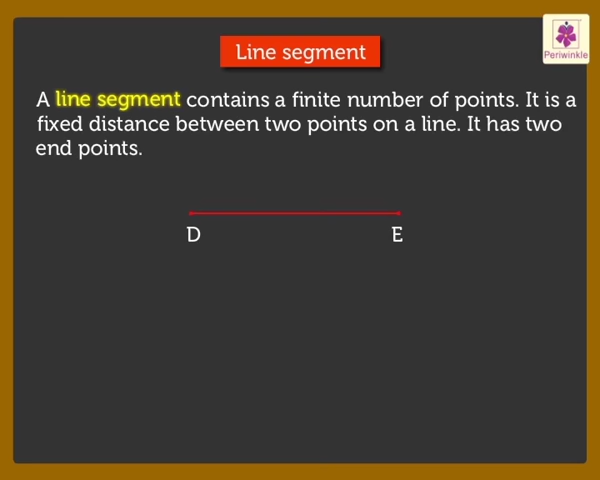 Line segment
Periwinkle
A line segment contains a finite number of points. It is a
fixed distance between two points on a line. It has two
end points.
D E